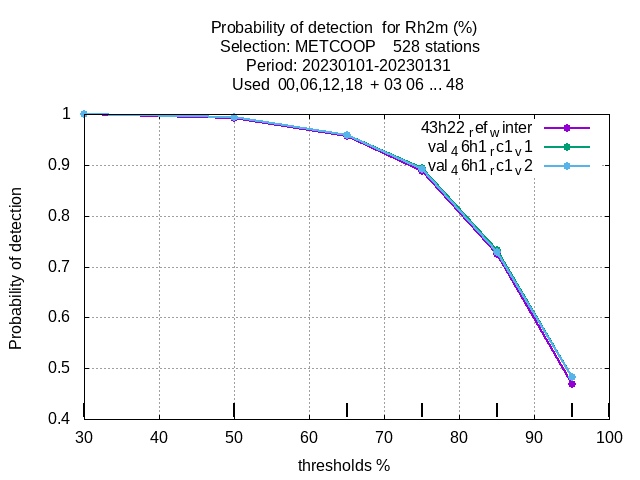 Probability of detection for Rh2m (%)
Selection: METCOOP 528 stations
Period: 20230101-20230131
Used 00,06,12,18 + 03 06 ... 48
43h22 ref winter
val 4 6h1 r c1 v 1
val 4 6h1 r c1 v 2
1
0.9
0.8
0.7
0.6
0.5
0.4
Probability of detection
30 40 50 60 70 80 90 100
thresholds %